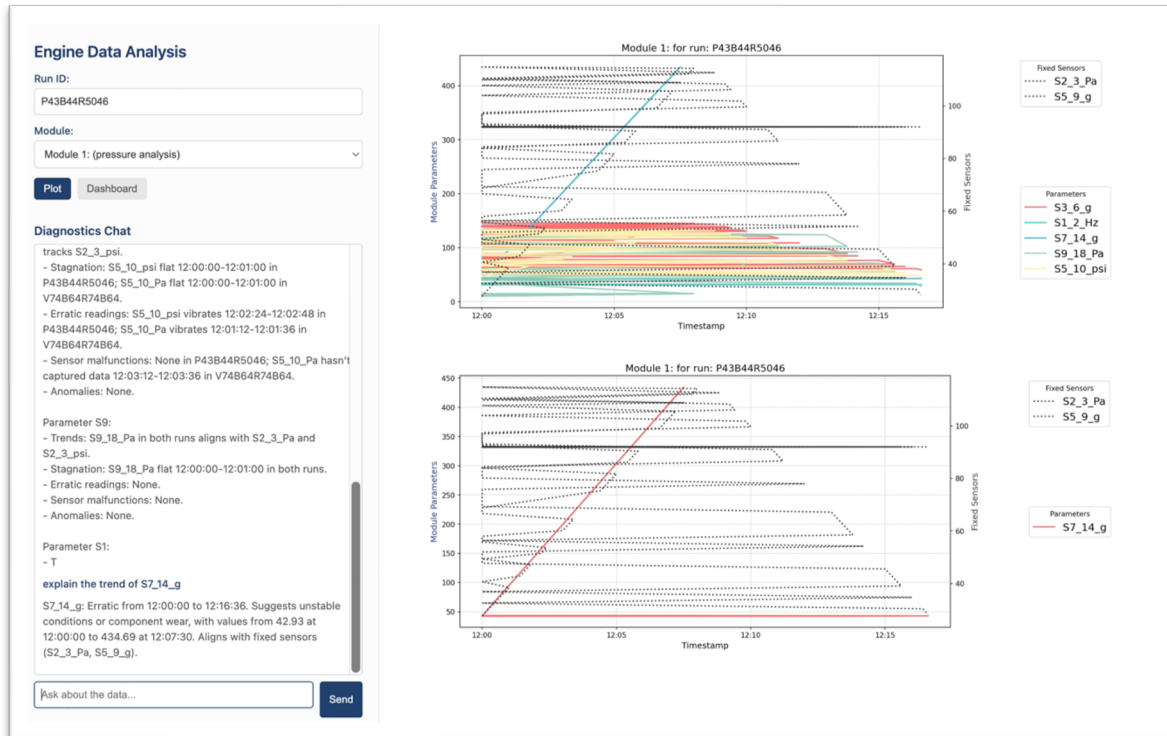 Engine Data Analysis
Run ID:
P43B44R5046
Module:
Module 1: (pressure analysis)
Plot
Dashboard
Diagnostics Chat
tracks S2_3_psi.
- Stagnation: S5_10_psi flat 12:00:00-12:01:00 in
P43B44R5046; S5_10_Pa flat 12:00:00-12:01:00 in
V74B64R74B64.
- Erratic readings: S5_10_psi vibrates 12:02:24-12:02:48 in
P43B44R5046; S5_10_Pa vibrates 12:01:12-12:01:36 in
V74B64R74B64.
- Sensor malfunctions: None in P43B44R5046; S5_10_Pa hasn't
captured data 12:03:12-12:03:36 in V74B64R74B64.
- Anomalies: None.
Parameter S9:
- Trends: S9_18_Pa in both runs aligns with S2_3_Pa and
S2_3_psi.
- Stagnation: S9_18_Pa flat 12:00:00-12:01:00 in both runs.
- Erratic readings: None.
- Sensor malfunctions: None.
- Anomalies: None.
Parameter S1:
- T
explain the trend of S7_14_g
S7_14_g: Erratic from 12:00:00 to 12:16:36. Suggests unstable
conditions or component wear, with values from 42.93 at
12:00:00 to 434.69 at 12:07:30. Aligns with fixed sensors
(S2_3_Pa, S5_9_g).
Ask about the data...
Send
Module 1: for run: P43B44R5046
Module Parameters
400
300
200
100
0
100
80
60
40
Fixed Sensors
12:00
12:05
12:10
12:15
Timestamp
Fixed Sensors
S2_3_Pa
S5_9_g
Parameters
S3_6_g
S1_2_Hz
S7_14_g
S9_18_Pa
S5_10_psi
Module 1: for run: P43B44R5046
Module Parameters
450
400
350
300
250
200
150
100
50
100
80
60
40
Fixed Sensors
12:00
12:05
12:10
12:15
Timestamp
Fixed Sensors
S2_3_Pa
S5_9_g
Parameters
S7_14_g